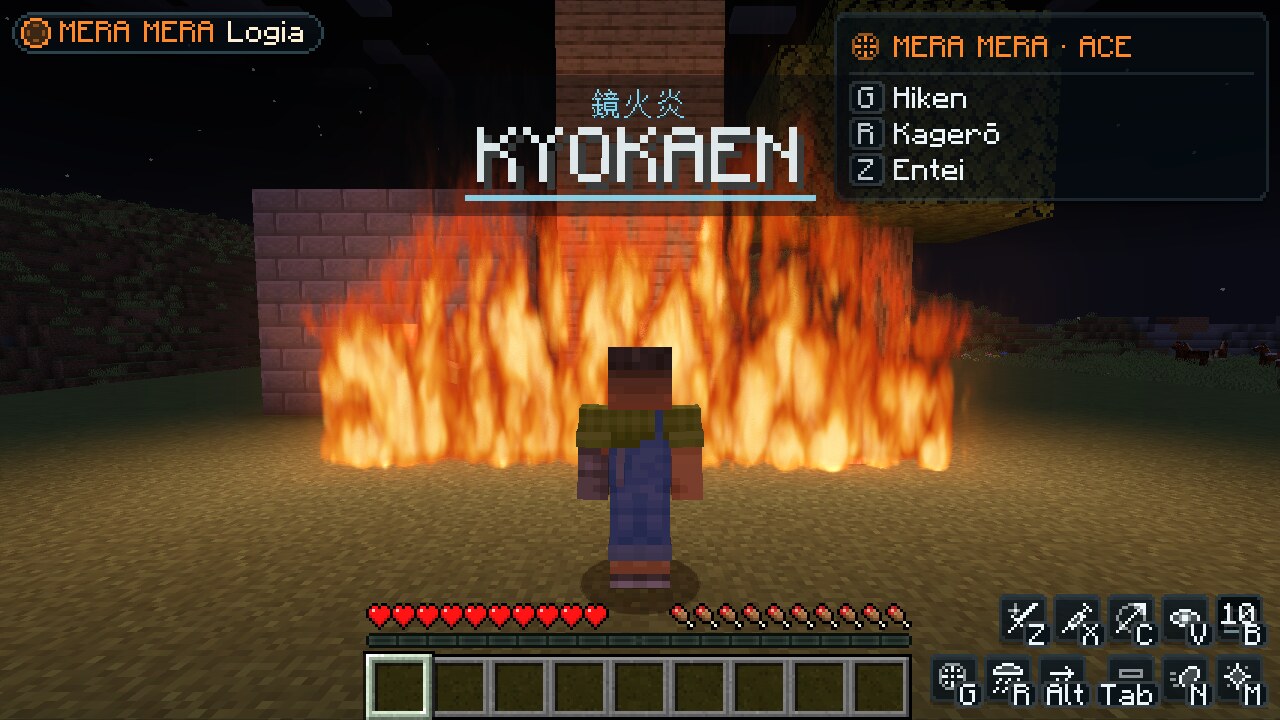 MERA MERA Logia
MERA MERA · ACE
G Hiken
R Kagerō
Z Entei
鏡火炎
KYOKAEN
Z X C V 10 B
G R Alt Tab N M